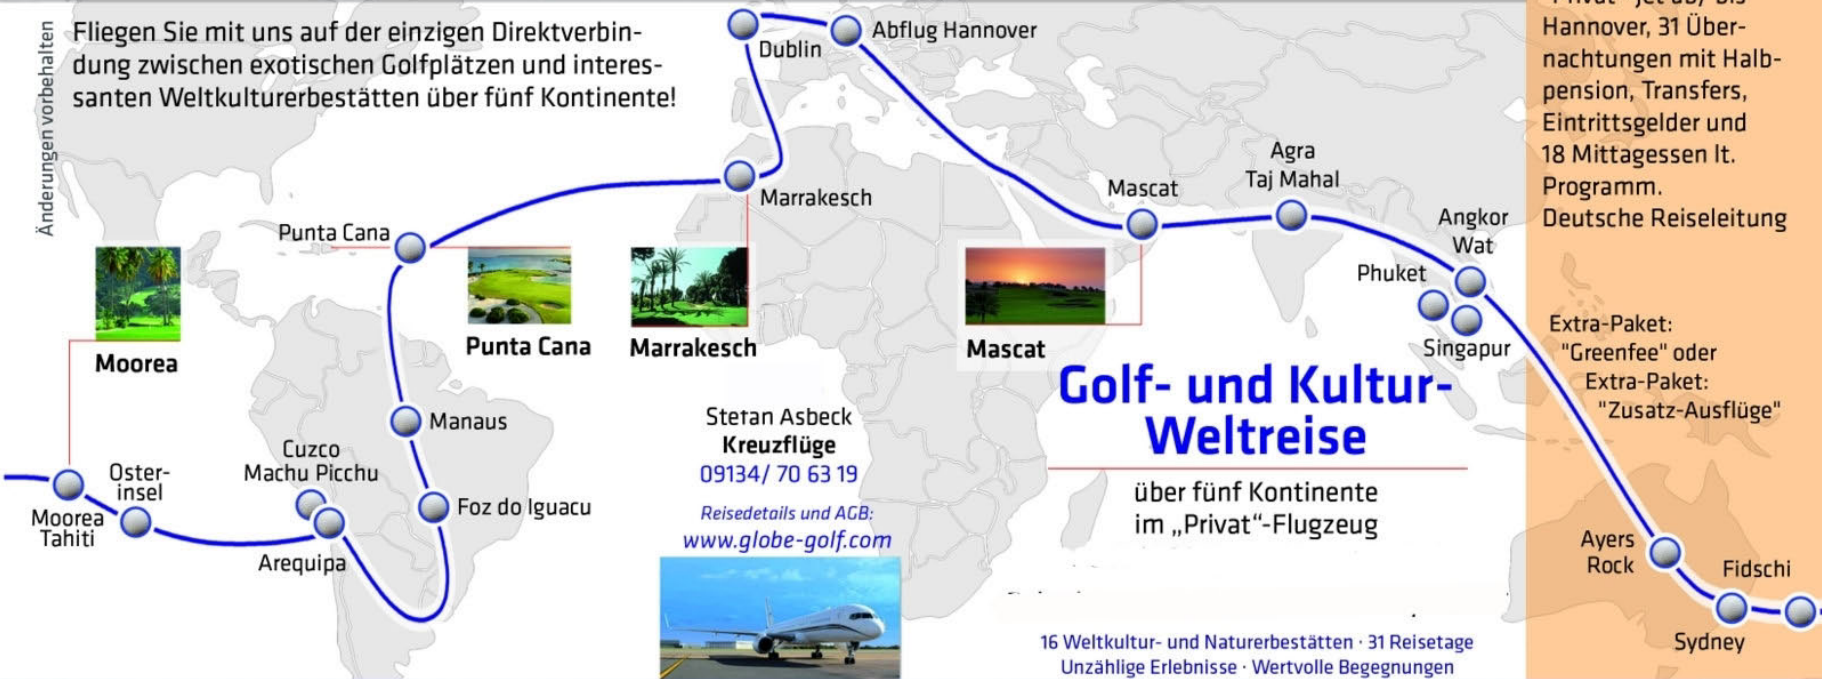 Änderungen vorbehalten
Fliegen Sie mit uns auf der einzigen Direktverbin-
dung zwischen exotischen Golfplätzen und interes-
santen Weltkulturerbestätten über fünf Kontinente!
Dublin
Abflug Hannover
Marrakesch
Punta Cana
Mascat
Agra
Taj Mahal
Angkor
Wat
Phuket
Singapur
Moorea
Punta Cana
Marrakesch
Mascat
Manaus
Cuzco
Machu Picchu
Foz do Iguacu
Arequipa
Oster-
insel
Moorea
Tahiti
Stefan Asbeck
Kreuzflüge
09134/ 70 63 19
Reisedetails und AGB:
www.globe-golf.com
Golf- und Kultur-
Weltreise
über fünf Kontinente
im „Privat“-Flugzeug
16 Weltkultur- und Naturerbestätten · 31 Reisetage
Unzählige Erlebnisse · Wertvolle Begegnungen
Hannover, 31 Über-
nachtungen mit Halb-
pension, Transfers,
Eintrittsgelder und
18 Mittagessen lt.
Programm.
Deutsche Reiseleitung
Extra-Paket:
"Greenfee" oder
Extra-Paket:
"Zusatz-Ausflüge"
Ayers
Rock
Fidschi
Sydney